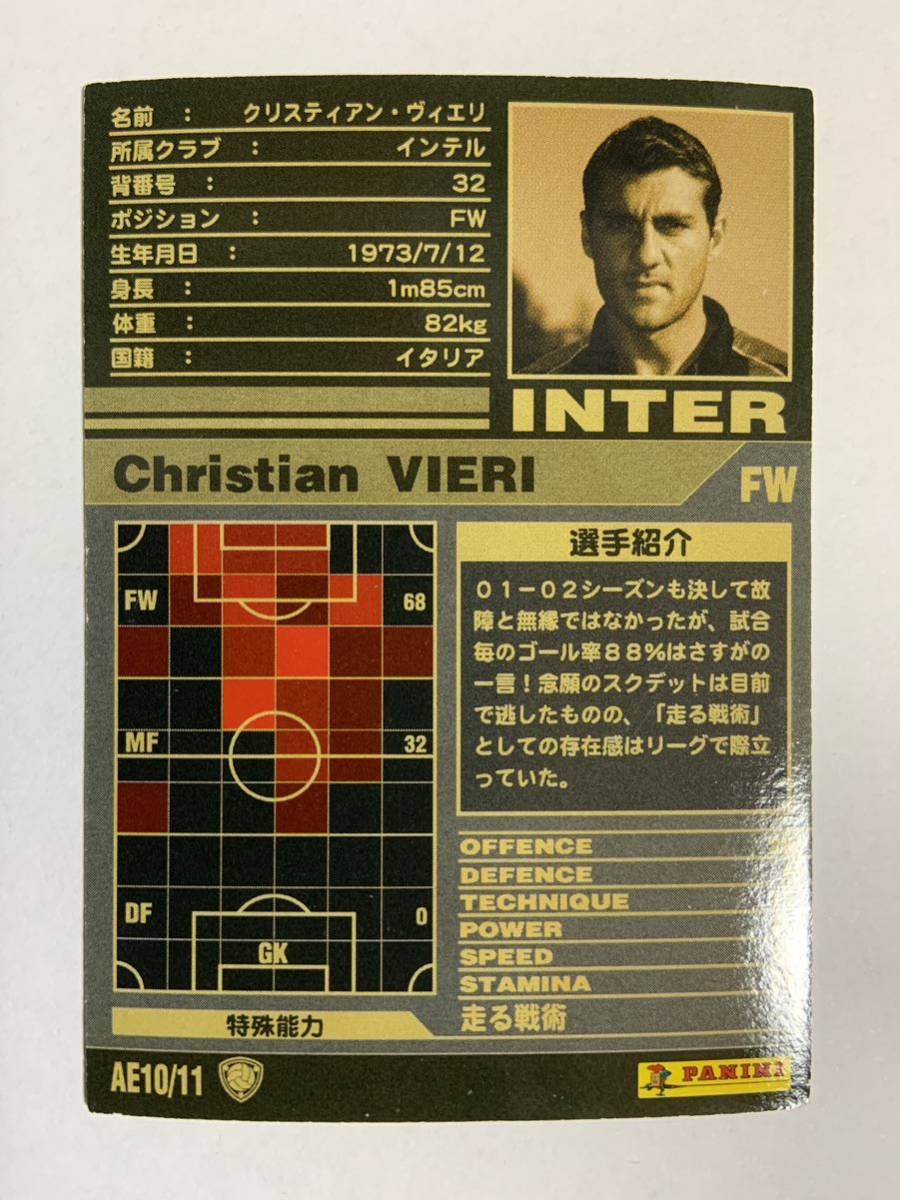 名前 : クリスティアン・ヴィエリ
所属クラブ : インテル
背番号 : 32
ポジション : FW
生年月日 : 1973/7/12
身長 : 1m85cm
体重 : 82kg
国籍 : イタリア
INTER
Christian VIERI
FW
FW 68
MF 32
DF 0
GK
選手紹介
０１－０２シーズンも決して故
障と無縁ではなかったが、試合
毎のゴール率８８％はさすがの
一言！念願のスクデットは目前
で逃したものの、「走る戦術」
としての存在感はリーグで際立
っていた。
OFFENCE
DEFENCE
TECHNIQUE
POWER
SPEED
STAMINA
特殊能力
走る戦術
AE10/11
PANINI